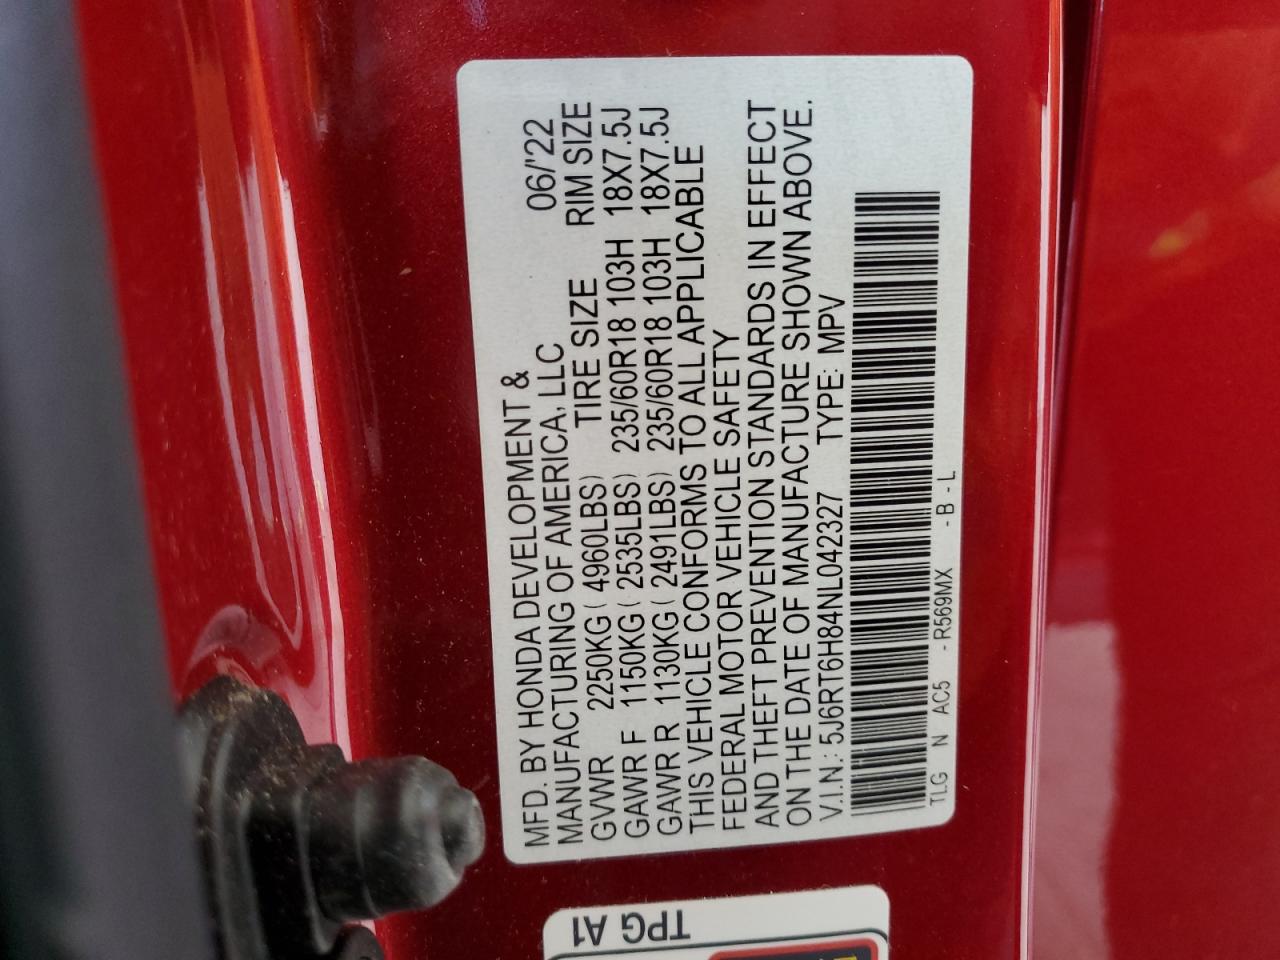 MFD. BY HONDA DEVELOPMENT &
MANUFACTURING OF AMERICA, LLC 06/'22
GVWR 2250KG ( 4960LBS) TIRE SIZE RIM SIZE
GAWR F 1150KG ( 2535LBS) 235/60R18 103H 18X7.5J
GAWR R 1130KG ( 2491LBS) 235/60R18 103H 18X7.5J
THIS VEHICLE CONFORMS TO ALL APPLICABLE
FEDERAL MOTOR VEHICLE SAFETY
AND THEFT PREVENTION STANDARDS IN EFFECT
ON THE DATE OF MANUFACTURE SHOWN ABOVE.
V.I.N.: 5J6RT6H84NL042327 TYPE: MPV
TLG N AC5 -R569MX -B-L
TPG A1